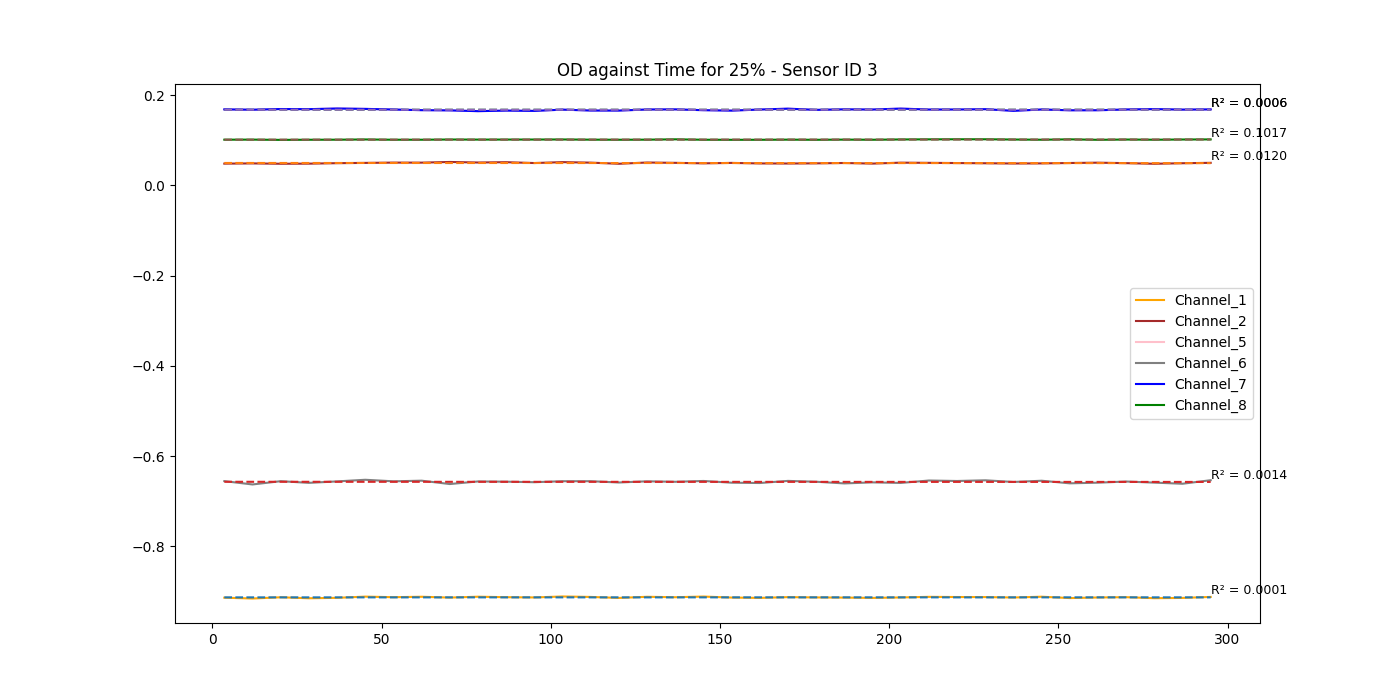 OD against Time for 25% - Sensor ID 3
0.2
0.0
−0.2
−0.4
−0.6
−0.8
R² = 0.0006
R² = 0.1017
R² = 0.0120
R² = 0.0014
R² = 0.0001
Channel_1
Channel_2
Channel_5
Channel_6
Channel_7
Channel_8
0
50
100
150
200
250
300